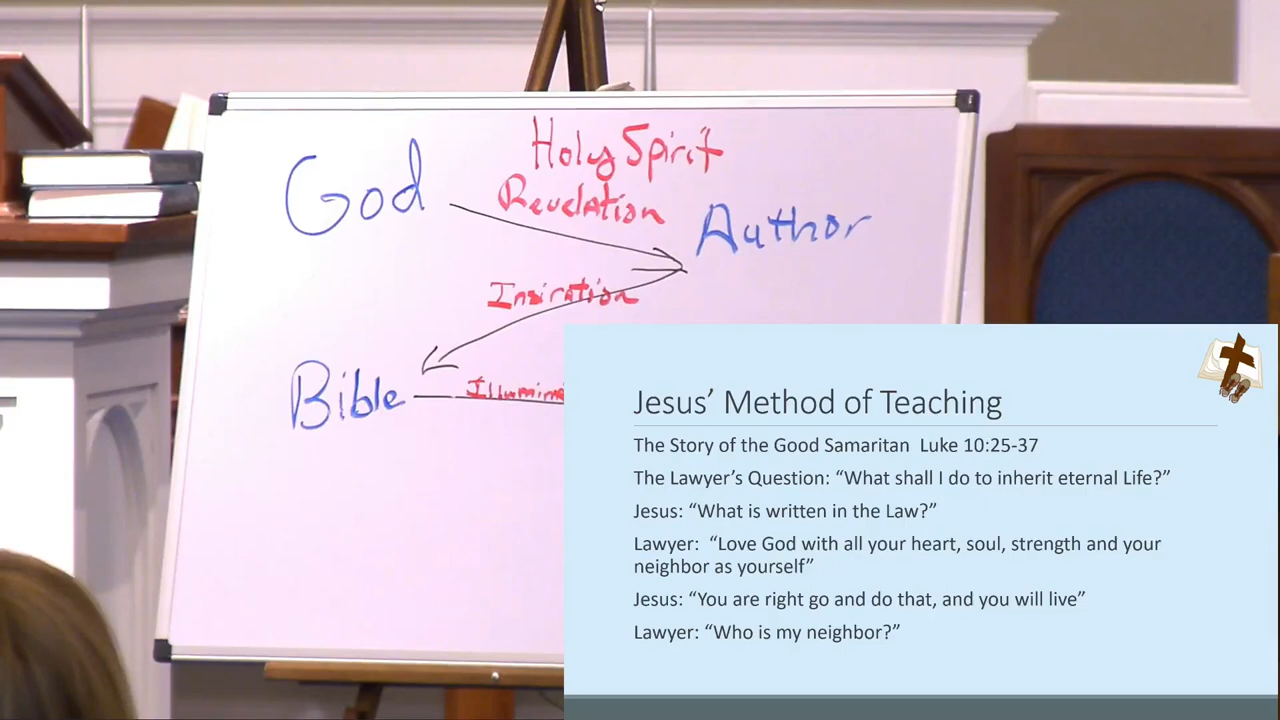 Holy Spirit
God
Revelation
Author
Insiration
Bible
Jesus’ Method of Teaching
The Story of the Good Samaritan Luke 10:25-37
The Lawyer’s Question: “What shall I do to inherit eternal Life?”
Jesus: “What is written in the Law?”
Lawyer: “Love God with all your heart, soul, strength and your
neighbor as yourself”
Jesus: “You are right go and do that, and you will live”
Lawyer: “Who is my neighbor?”